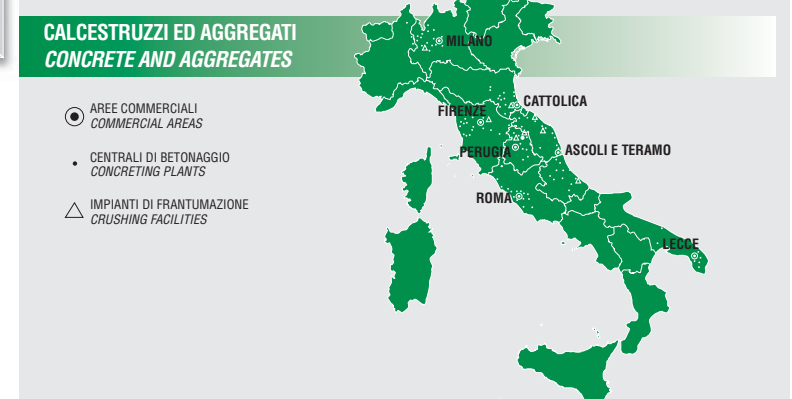 CALCESTRUZZI ED AGGREGATI
CONCRETE AND AGGREGATES
AREE COMMERCIALI
COMMERCIAL AREAS
CENTRALI DI BETONAGGIO
CONCRETING PLANTS
IMPIANTI DI FRANTUMAZIONE
CRUSHING FACILITIES
MILANO
CATTOLICA
FIRENZE
PERUGIA
ASCOLI E TERAMO
ROMA
LECCE